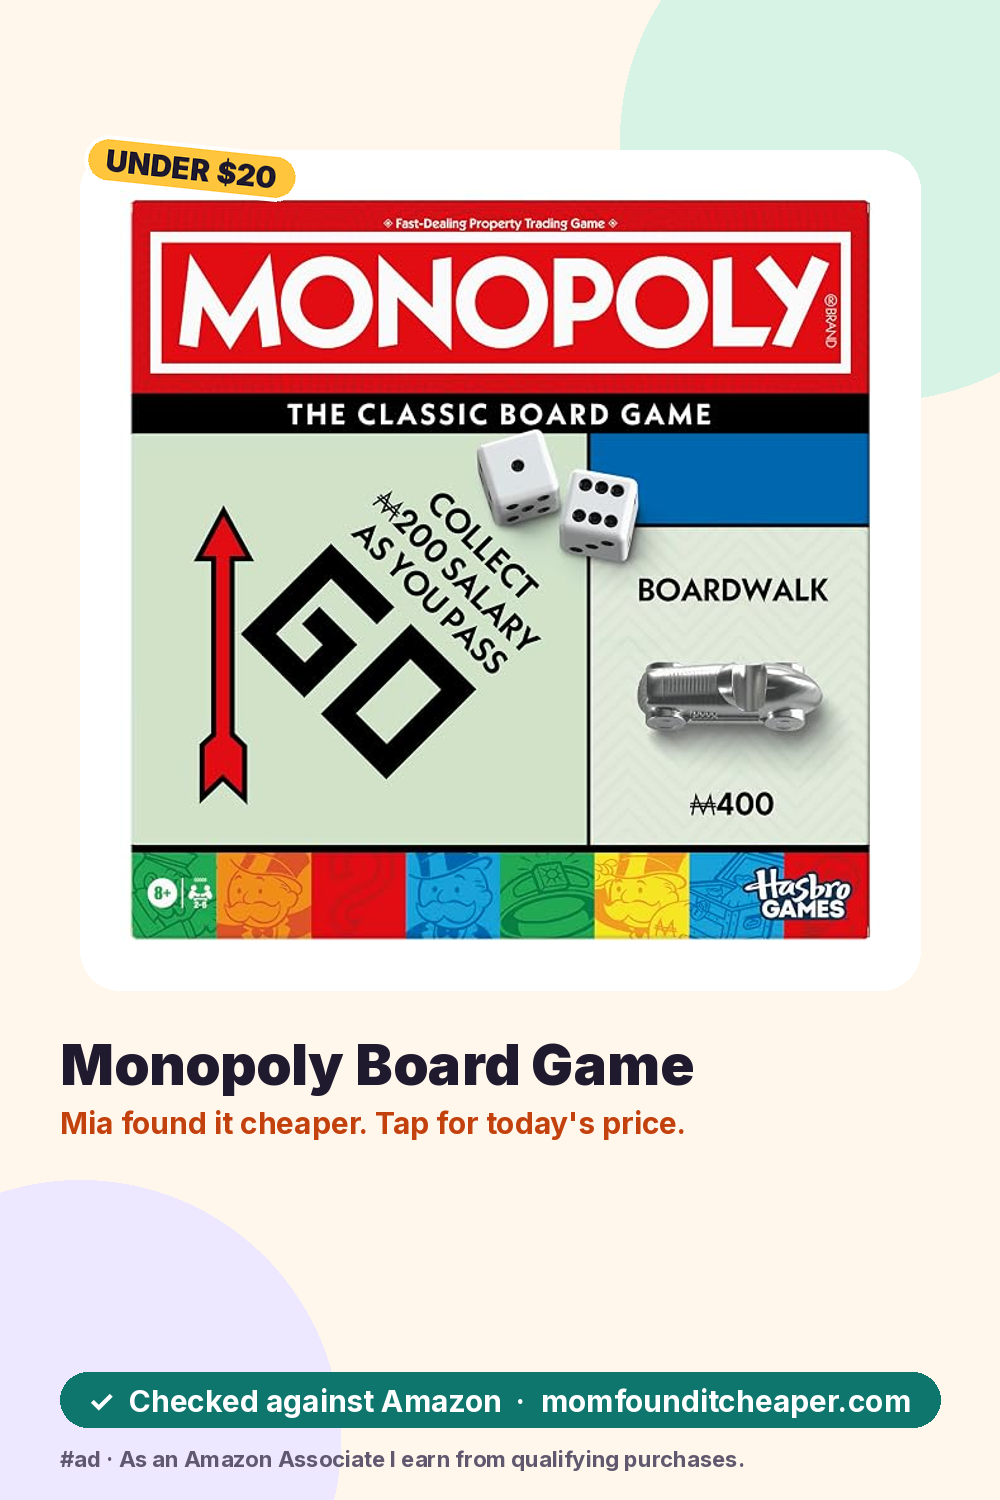 UNDER $20
Fast-Dealing Property Trading Game
MONOPOLY
®BRAND
THE CLASSIC BOARD GAME
COLLECT
₩200 SALARY
AS YOU PASS
GO
BOARDWALK
₩400
8+
2-6
Hasbro
GAMES
Monopoly Board Game
Mia found it cheaper. Tap for today's price.
✓ Checked against Amazon · momfounditcheaper.com
#ad · As an Amazon Associate I earn from qualifying purchases.